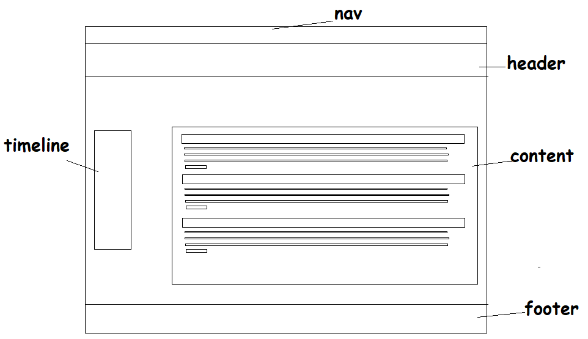 nav
header
timeline
content
footer